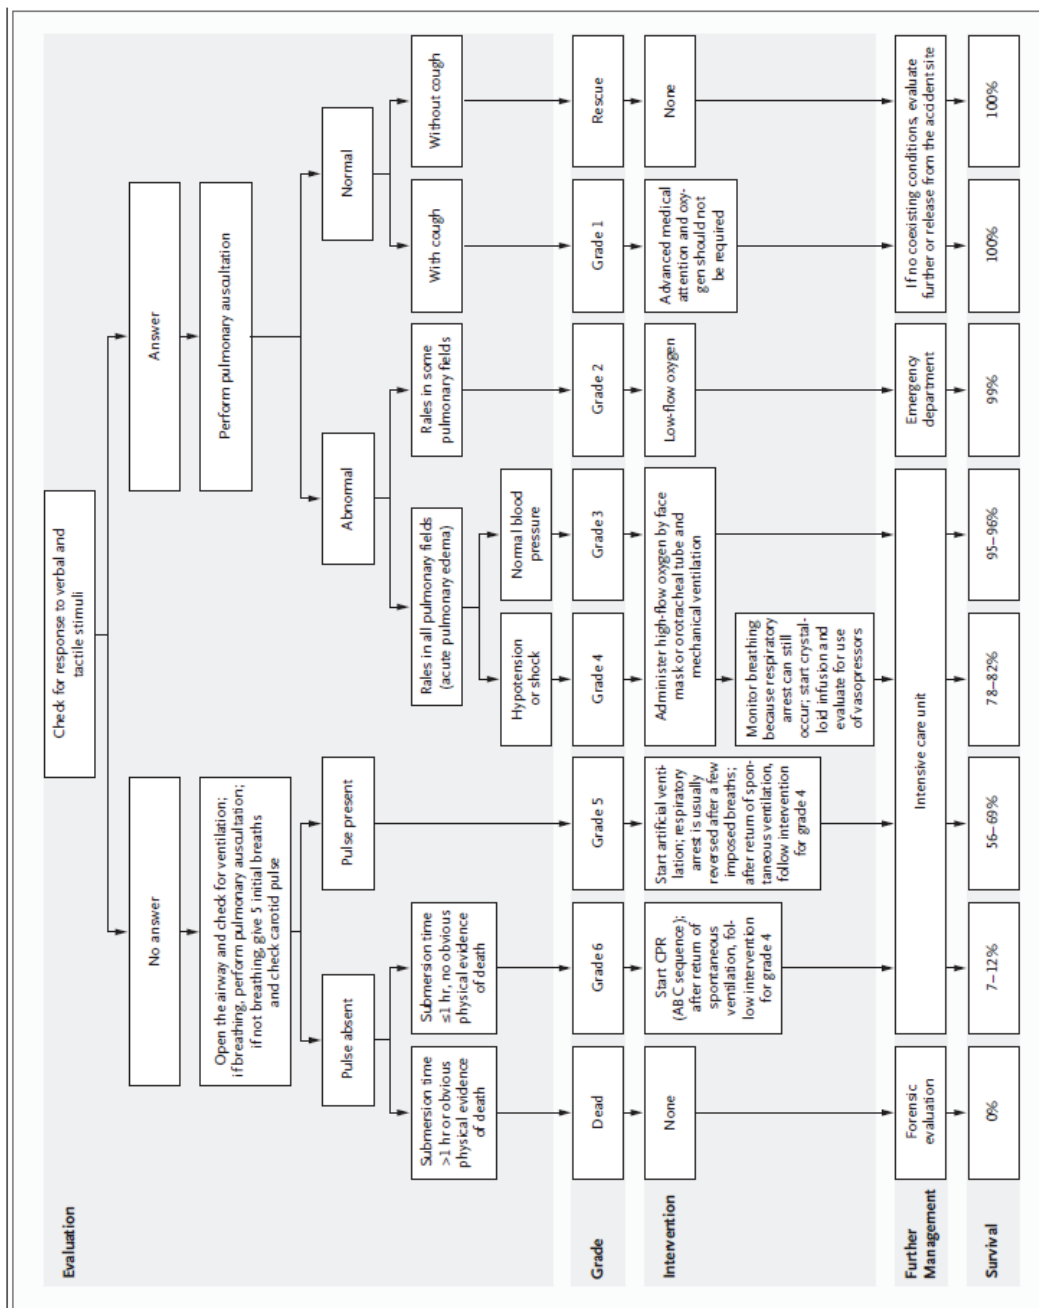 Evaluation
Check for response to verbal and
tactile stimuli
No answer
Answer
Open the airway and check for ventilation;
if breathing, perform pulmonary auscultation;
if not breathing, give 5 initial breaths
and check carotid pulse
Perform pulmonary auscultation
Pulse absent
Pulse present
Abnormal
Normal
Submersion time
>1 hr or obvious
physical evidence
of death
Submersion time
≤1 hr, no obvious
physical evidence
of death
Rales in all pulmonary fields
(acute pulmonary edema)
Rales in some
pulmonary fields
With cough
Without cough
Hypotension
or shock
Normal blood
pressure
Grade
Dead
Grade 6
Grade 5
Grade 4
Grade 3
Grade 2
Grade 1
Rescue
Intervention
None
Start CPR
(ABC sequence);
after return of
spontaneous
ventilation, fol-
low intervention
for grade 4
Start artificial venti-
lation; respiratory
arrest is usually
reversed after a few
imposed breaths;
after return of spon-
taneous ventilation,
follow intervention
for grade 4
Administer high-flow oxygen by face
mask or orotracheal tube and
mechanical ventilation
Monitor breathing
because respiratory
arrest can still
occur; start crystal-
loid infusion and
evaluate for use
of vasopressors
Low-flow oxygen
Advanced medical
attention and oxy-
gen should not
be required
None
Further
Management
Forensic
evaluation
Intensive care unit
Emergency
department
If no coexisting conditions, evaluate
further or release from the accident site
Survival
0%
7–12%
56–69%
78–82%
95–96%
99%
100%
100%